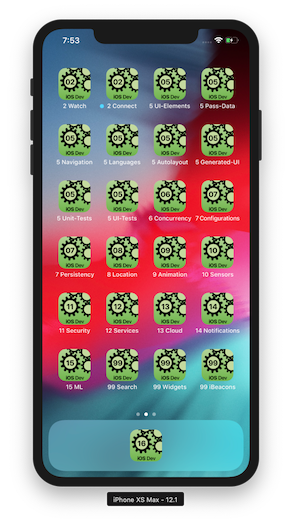 7:53
02 02 05 05
iOS Dev iOS Dev iOS Dev iOS Dev
2 Watch 2 Connect 5 UI-Elements 5 Pass-Data
05 05 05 05
iOS Dev iOS Dev iOS Dev iOS Dev
5 Navigation 5 Languages 5 Autolayout 5 Generated-UI
05 05 06 07
iOS Dev iOS Dev iOS Dev iOS Dev
5 Unit-Tests 5 UI-Tests 6 Concurrency 7 Configurations
07 08 09 10
iOS Dev iOS Dev iOS Dev iOS Dev
7 Persistency 8 Location 9 Animation 10 Sensors
11 12 13 14
iOS Dev iOS Dev iOS Dev iOS Dev
11 Security 12 Services 13 Cloud 14 Notifications
15 99 99 99
iOS Dev iOS Dev iOS Dev iOS Dev
15 ML 99 Search 99 Widgets 99 iBeacons
16
iOS Dev
iPhone XS Max - 12.1